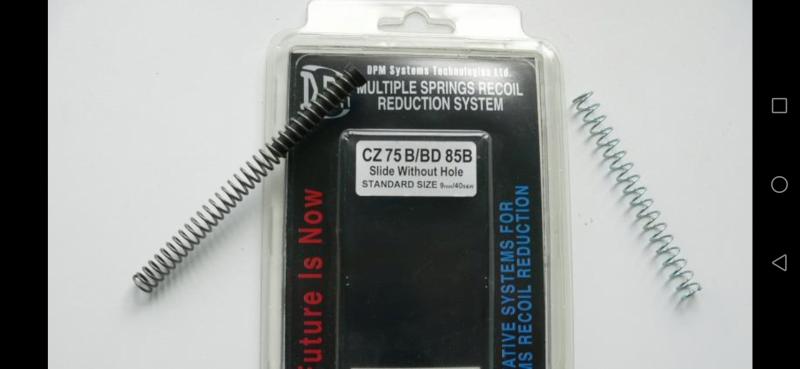 DPM Systems Technologies Ltd.
MULTIPLE SPRINGS RECOIL
REDUCTION SYSTEM
CZ 75 B/BD 85B
Slide Without Hole
STANDARD SIZE 9mm/40s&w
Future Is Now
ATIVE SYSTEMS FOR
MS RECOIL REDUCTION